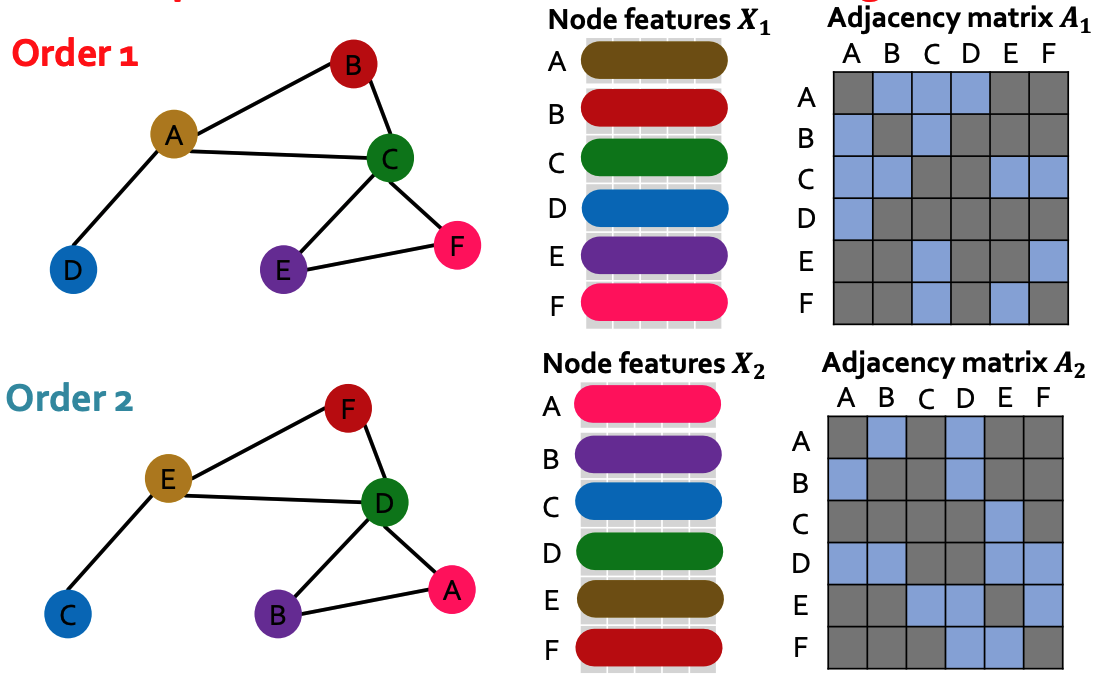 Order 1
B
A
C
F
D
E
Node features X₁
A
B
C
D
E
F
Adjacency matrix A₁
A B C D E F
A
B
C
D
E
F
Order 2
F
E
D
A
C
B
Node features X₂
A
B
C
D
E
F
Adjacency matrix A₂
A B C D E F
A
B
C
D
E
F